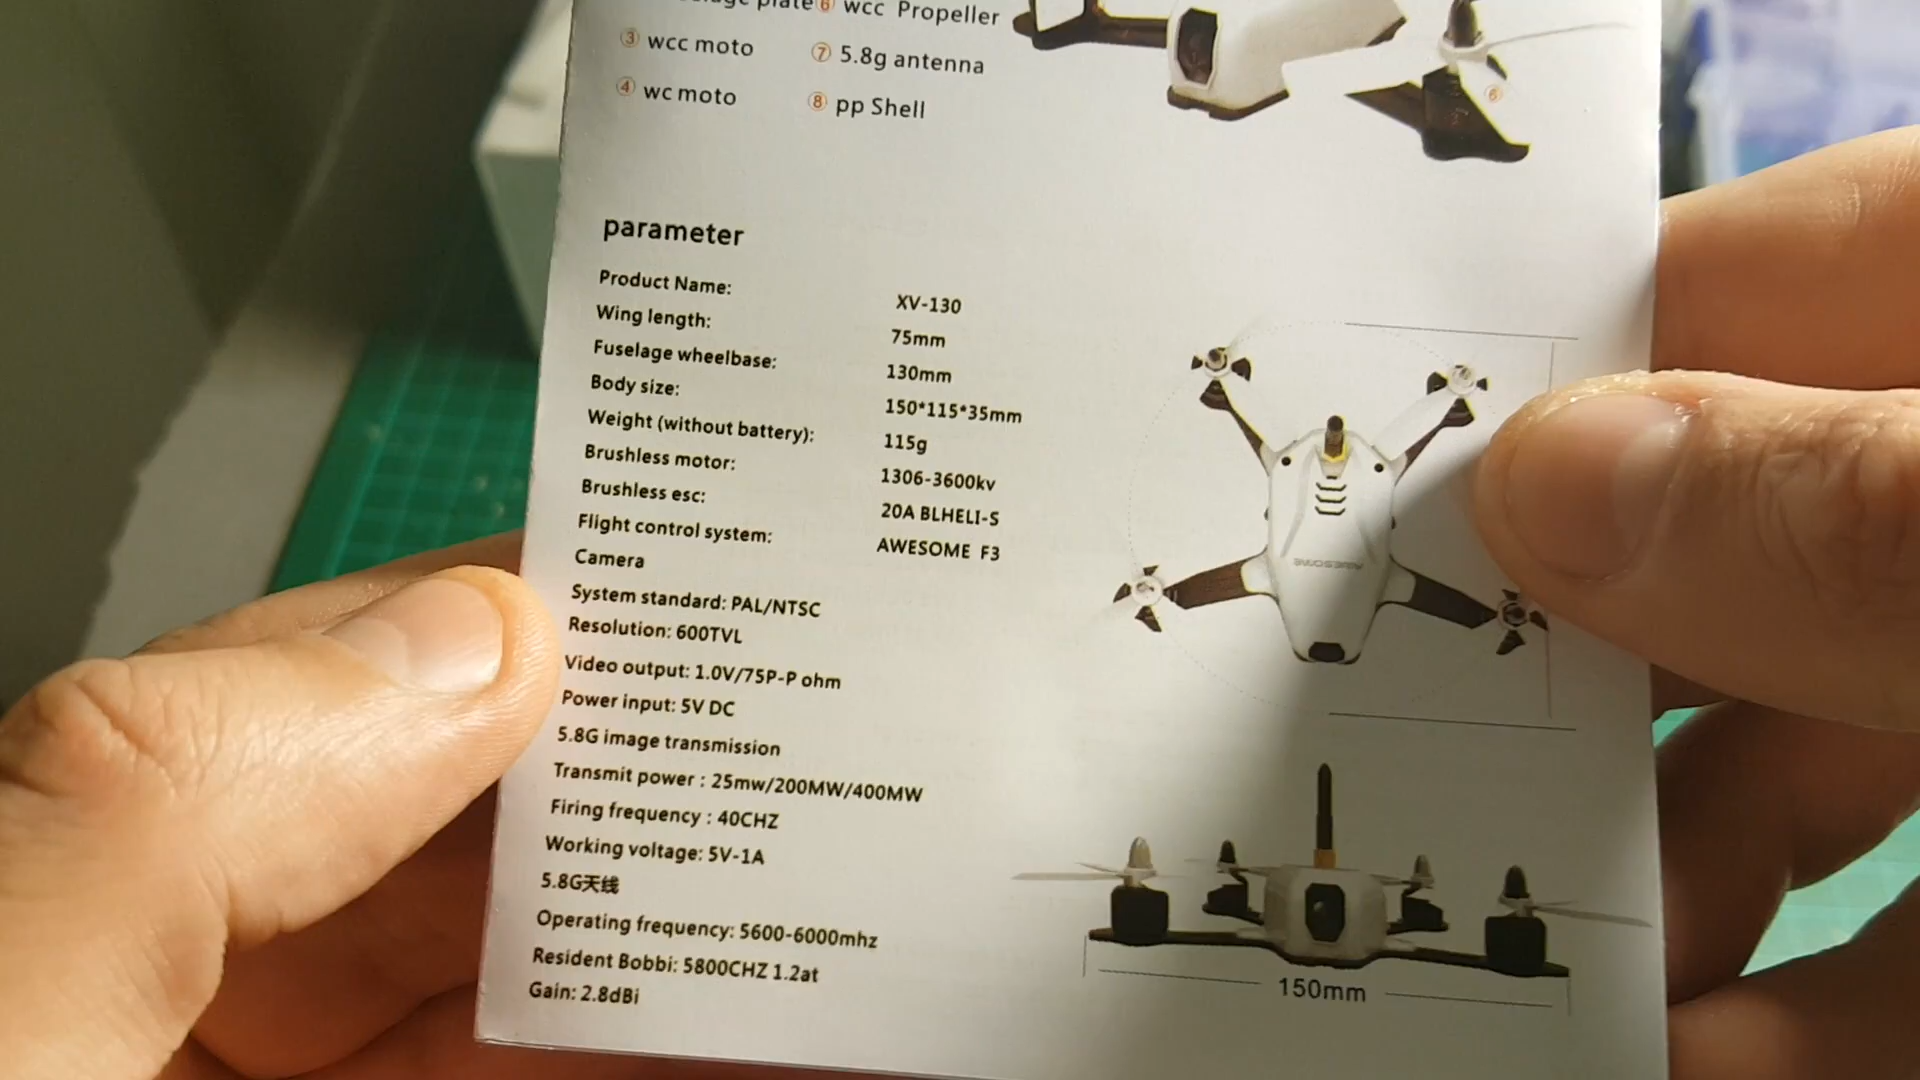 plate ⑥ wcc Propeller
③ wcc moto ⑦ 5.8g antenna
④ wc moto ⑧ pp Shell
⑥
parameter
Product Name: XV-130
Wing length: 75mm
Fuselage wheelbase: 130mm
Body size: 150*115*35mm
Weight (without battery): 115g
Brushless motor: 1306-3600kv
Brushless esc: 20A BLHELI-S
Flight control system: AWESOME F3
Camera
System standard: PAL/NTSC
Resolution: 600TVL
Video output: 1.0V/75P-P ohm
Power input: 5V DC
5.8G image transmission
Transmit power : 25mw/200MW/400MW
Firing frequency : 40CHZ
Working voltage: 5V-1A
5.8G天线
Operating frequency: 5600-6000mhz
Resident Bobbi: 5800CHZ 1.2at
Gain: 2.8dBi
AWESOME
150mm